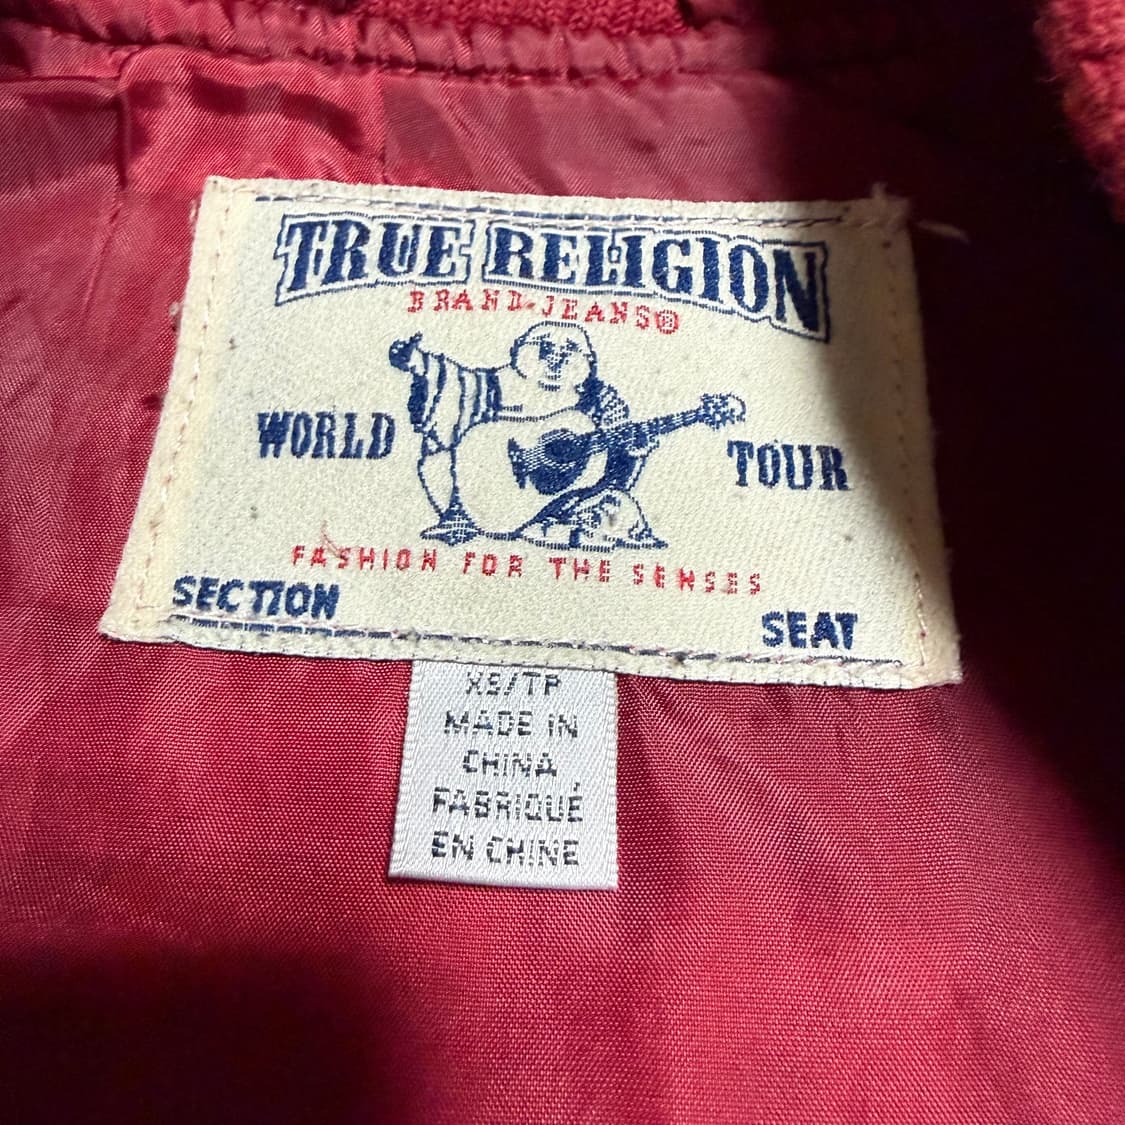 TRUE RELIGION
BRAND-JEANS®
WORLD TOUR
FASHION FOR THE SENSES
SECTION SEAT
XS/TP
MADE IN
CHINA
FABRIQUÉ
EN CHINE